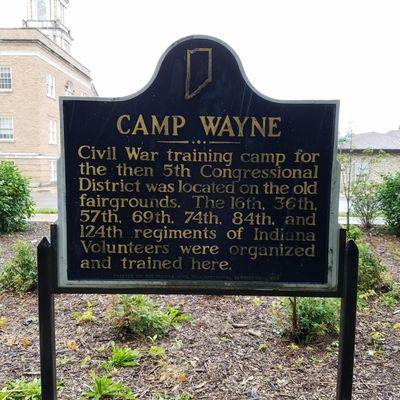 CAMP WAYNE
Civil War training camp for
the then 5th Congressional
District was located on the old
fairgrounds. The 16th, 36th,
57th, 69th, 74th, 84th, and
124th regiments of Indiana
Volunteers were organized
and trained here.